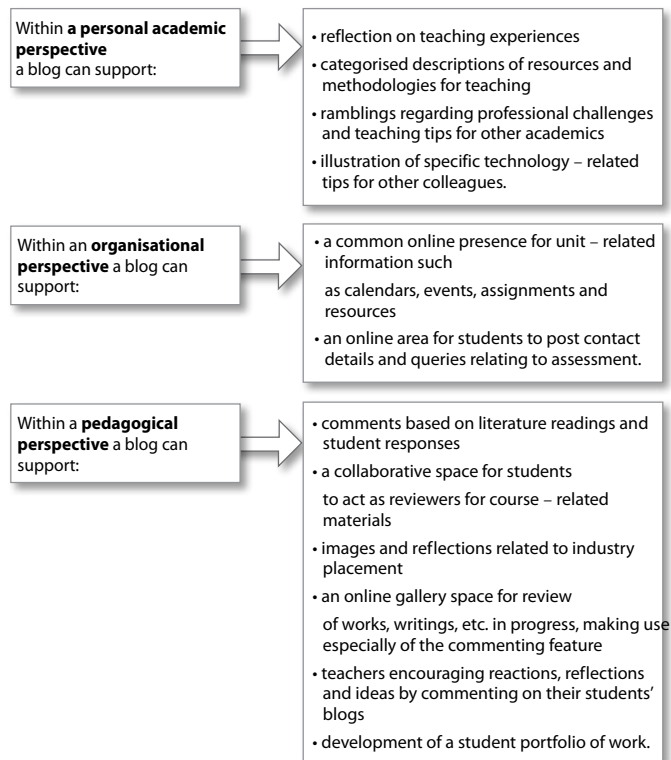 Within a personal academic
perspective
a blog can support:
• reflection on teaching experiences
• categorised descriptions of resources and
methodologies for teaching
• ramblings regarding professional challenges
and teaching tips for other academics
• illustration of specific technology – related
tips for other colleagues.
Within an organisational
perspective a blog can
support:
• a common online presence for unit – related
information such
as calendars, events, assignments and
resources
• an online area for students to post contact
details and queries relating to assessment.
Within a pedagogical
perspective a blog can
support:
• comments based on literature readings and
student responses
• a collaborative space for students
to act as reviewers for course – related
materials
• images and reflections related to industry
placement
• an online gallery space for review
of works, writings, etc. in progress, making use
especially of the commenting feature
• teachers encouraging reactions, reflections
and ideas by commenting on their students’
blogs
• development of a student portfolio of work.